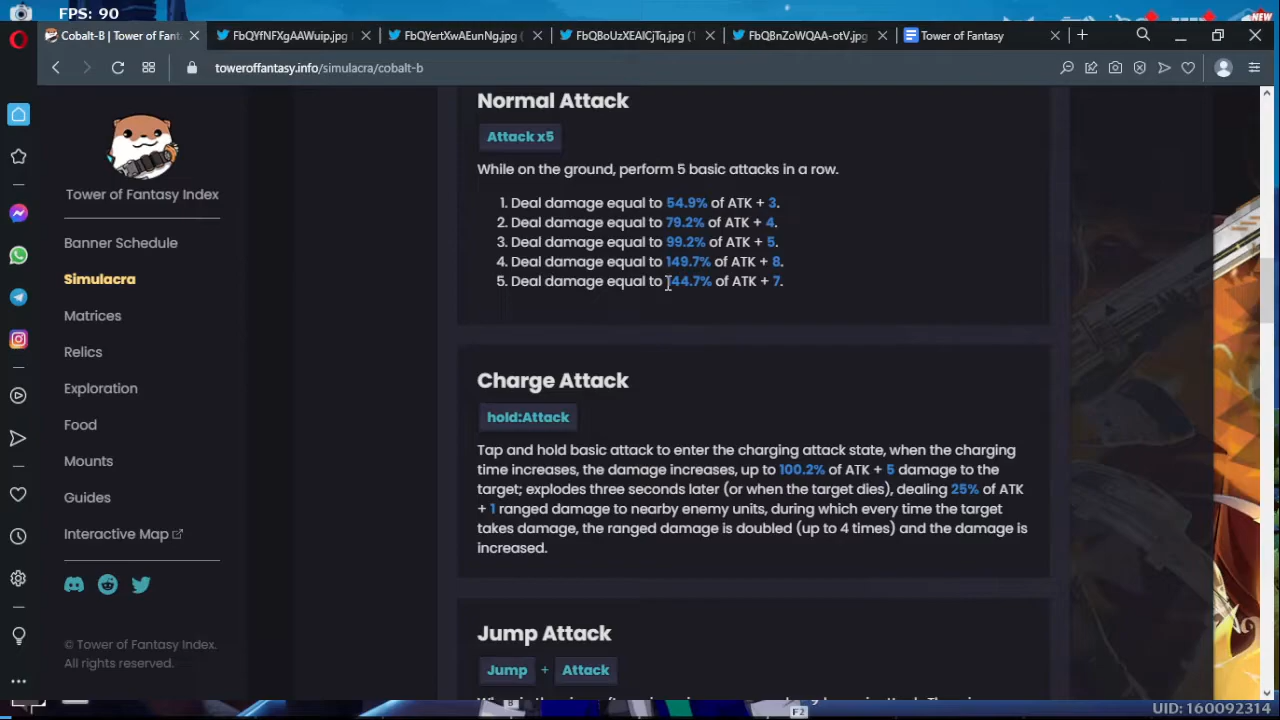 FPS: 90
NEW
Cobalt-B | Tower of Fant
FbQYfNFXgAAWuip.jpg (
FbQYertXwAEunNg.jpg (
FbQBoUzXEAICjTq.jpg (
FbQBnZoWQAA-otV.jpg
Tower of Fantasy
toweroffantasy.info/simulacra/cobalt-b
Tower of Fantasy Index
Banner Schedule
Simulacra
Matrices
Relics
Exploration
Food
Mounts
Guides
Interactive Map
© Tower of Fantasy Index.
All rights reserved.
Normal Attack
Attack x5
While on the ground, perform 5 basic attacks in a row.
1. Deal damage equal to 54.9% of ATK + 3.
2. Deal damage equal to 79.2% of ATK + 4.
3. Deal damage equal to 99.2% of ATK + 5.
4. Deal damage equal to 149.7% of ATK + 8.
5. Deal damage equal to 144.7% of ATK + 7.
Charge Attack
hold:Attack
Tap and hold basic attack to enter the charging attack state, when the charging
time increases, the damage increases, up to 100.2% of ATK + 5 damage to the
target; explodes three seconds later (or when the target dies), dealing 25% of ATK
+ 1 ranged damage to nearby enemy units, during which every time the target
takes damage, the ranged damage is doubled (up to 4 times) and the damage is
increased.
Jump Attack
Jump + Attack
F2
UID: 160092314